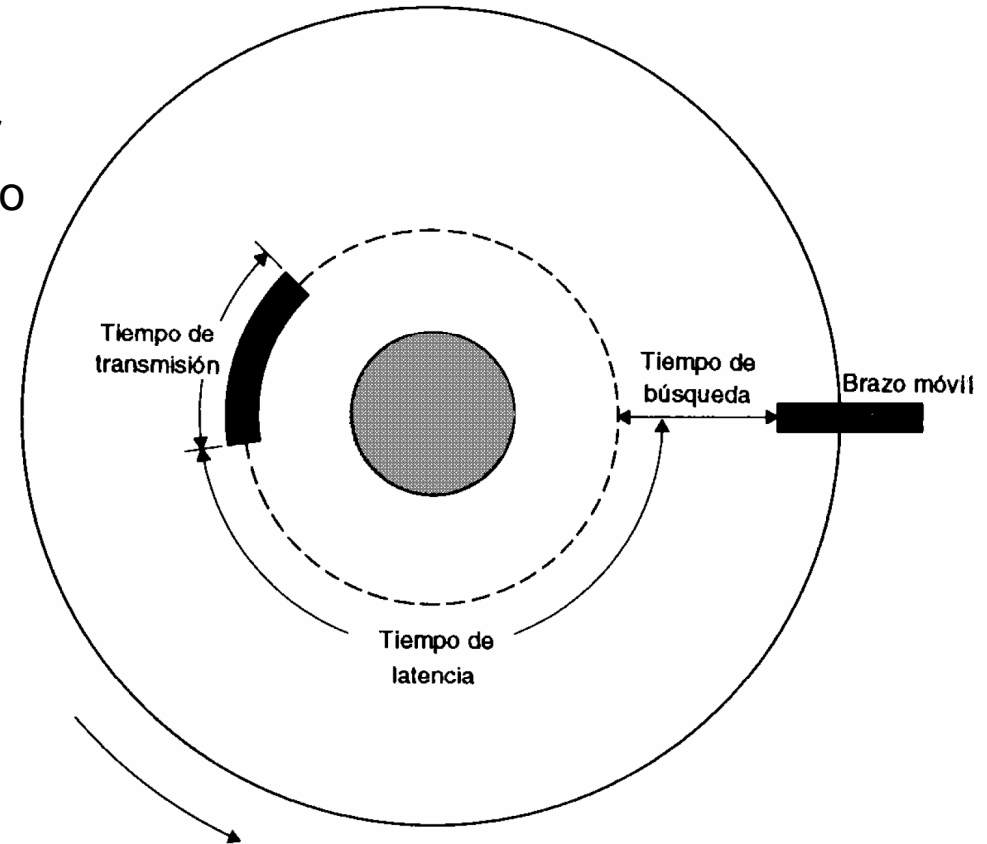 o
Tiempo de
transmisión
Tiempo de
búsqueda
Brazo móvil
Tiempo de
latencia